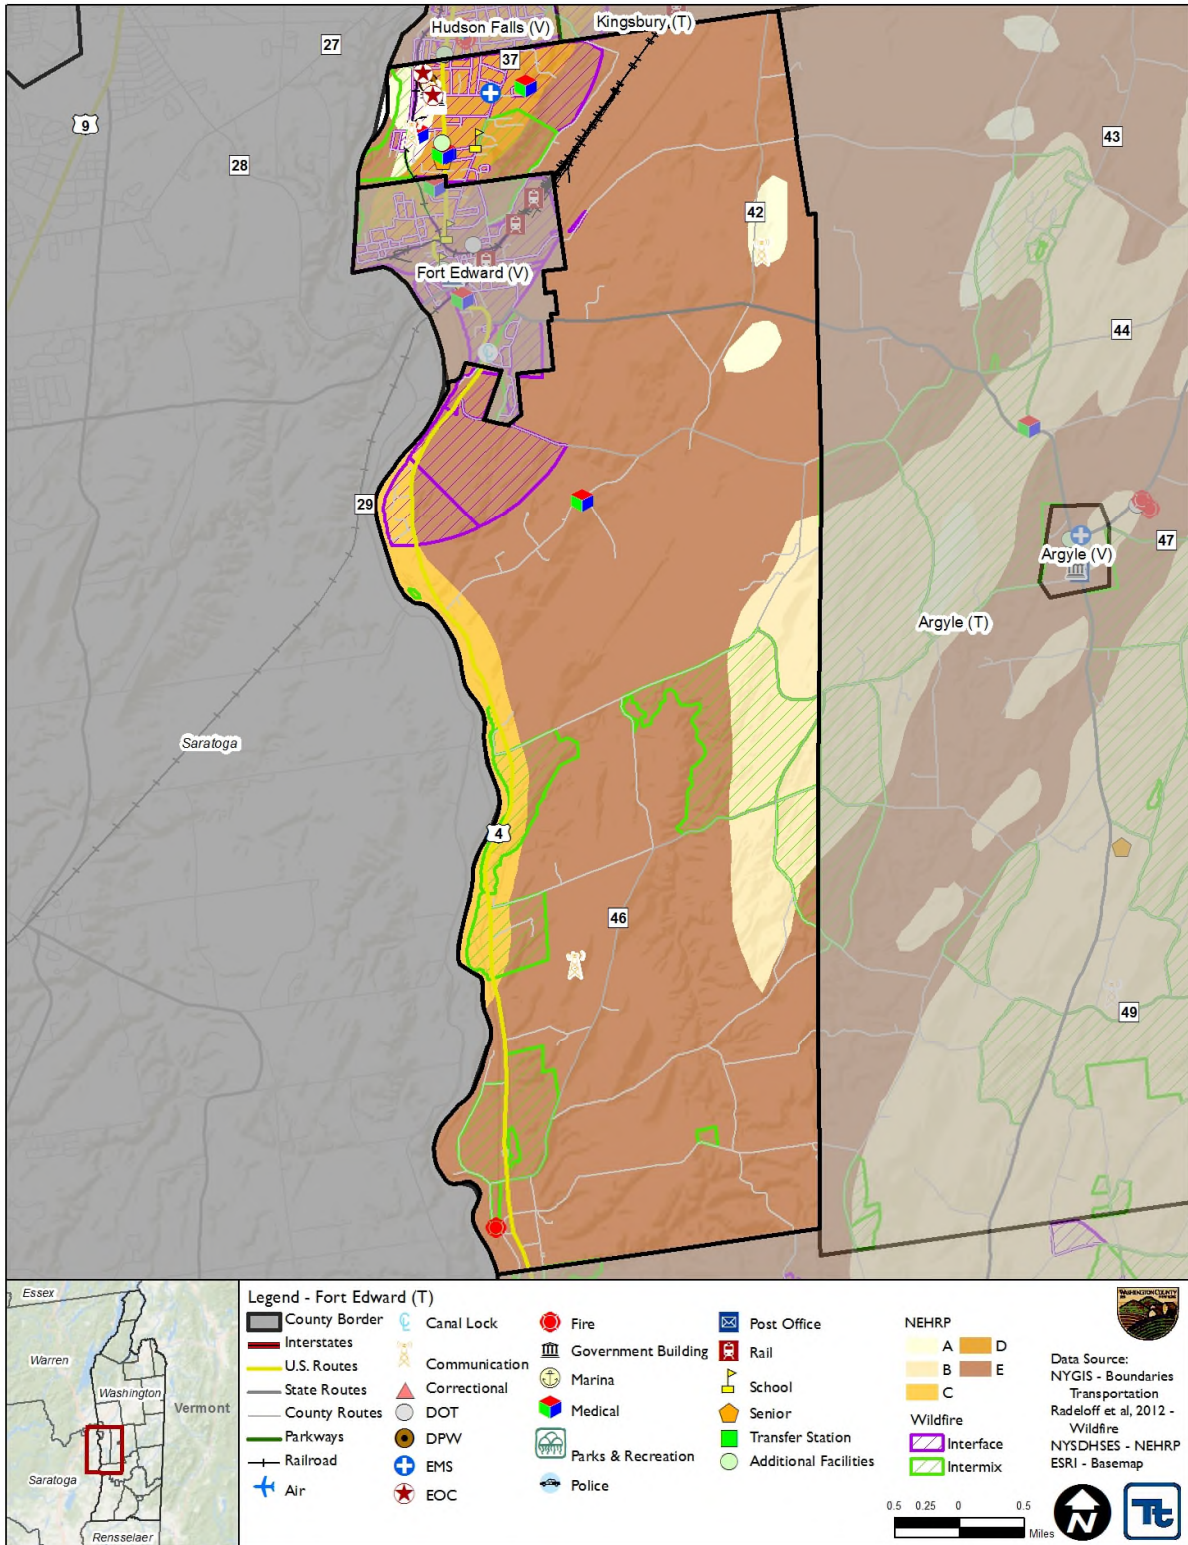 Hudson Falls (V)
Kingsbury (T)
27
37
9
28
43
42
Fort Edward (V)
44
29
47
Argyle (V)
Argyle (T)
Saratoga
4
46
49
Essex
Warren
Washington
Vermont
Saratoga
Rensselaer
Legend - Fort Edward (T)
County Border
Interstates
U.S. Routes
State Routes
County Routes
Parkways
Railroad
Air
Canal Lock
Communication
Correctional
DOT
DPW
EMS
EOC
Fire
Government Building
Marina
Medical
Parks & Recreation
Police
Post Office
Rail
School
Senior
Transfer Station
Additional Facilities
NEHRP
A
D
B
E
C
Wildfire
Interface
Intermix
WASHINGTON COUNTY
Data Source:
NYGIS - Boundaries
Transportation
Radeloff et al, 2012 -
Wildfire
NYSDHSES - NEHRP
ESRI - Basemap
0.5 0.25 0 0.5
Miles
N
Tt